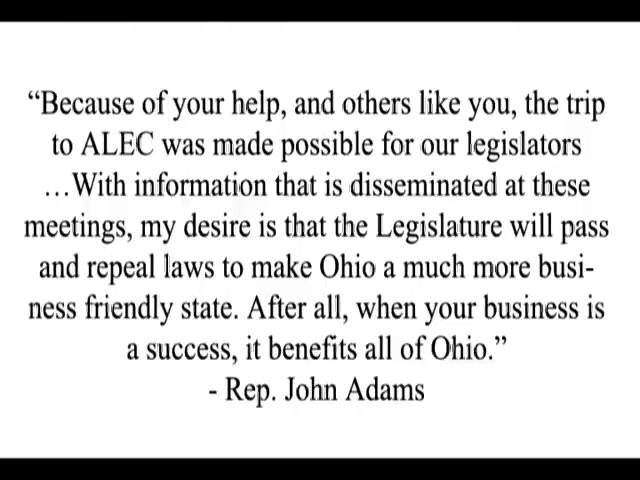 “Because of your help, and others like you, the trip
to ALEC was made possible for our legislators
…With information that is disseminated at these
meetings, my desire is that the Legislature will pass
and repeal laws to make Ohio a much more busi-
ness friendly state. After all, when your business is
a success, it benefits all of Ohio.”
- Rep. John Adams